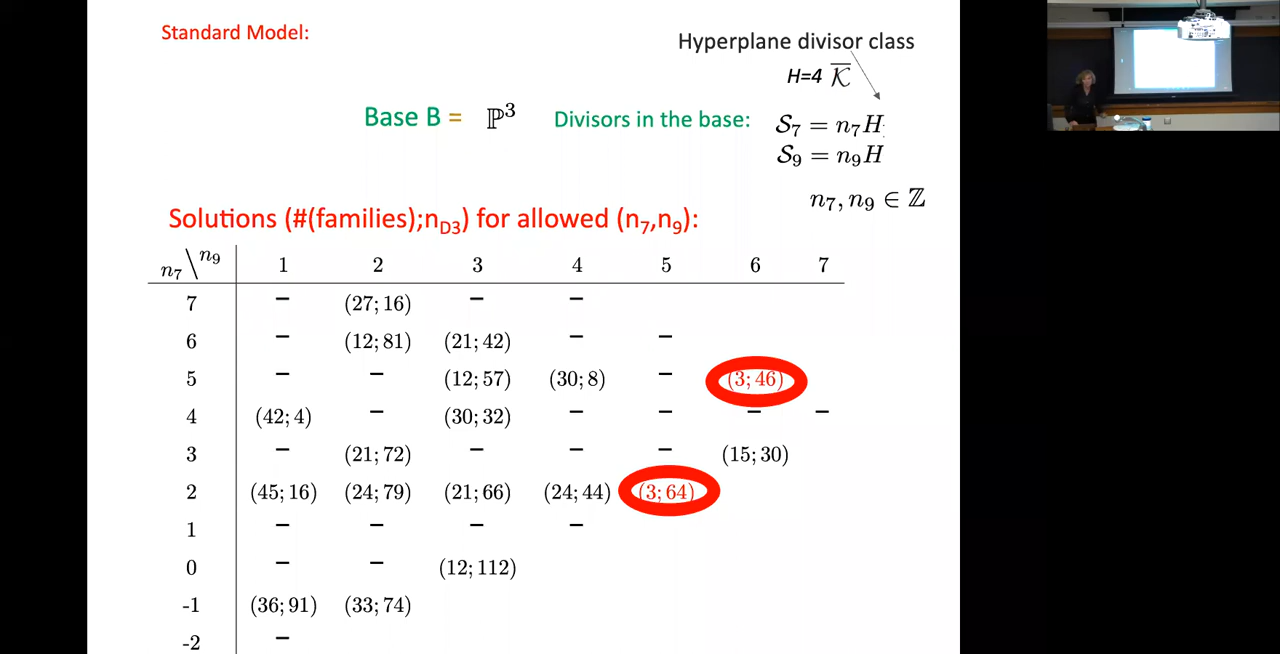 Standard Model:
Hyperplane divisor class
H=4 K̅
Base B = ℙ³ Divisors in the base: 𝒮₇ = n₇H
𝒮₉ = n₉H
n₇, n₉ ∈ ℤ
Solutions (#(families);n_D3) for allowed (n₇,n₉):
n₇ \ n₉ 1 2 3 4 5 6 7
7 – (27; 16) – –
6 – (12; 81) (21; 42) – –
5 – – (12; 57) (30; 8) – (3; 46)
4 (42; 4) – (30; 32) – – – –
3 – (21; 72) – – – (15; 30)
2 (45; 16) (24; 79) (21; 66) (24; 44) (3; 64)
1 – – – –
0 – – (12; 112)
-1 (36; 91) (33; 74)
-2 –